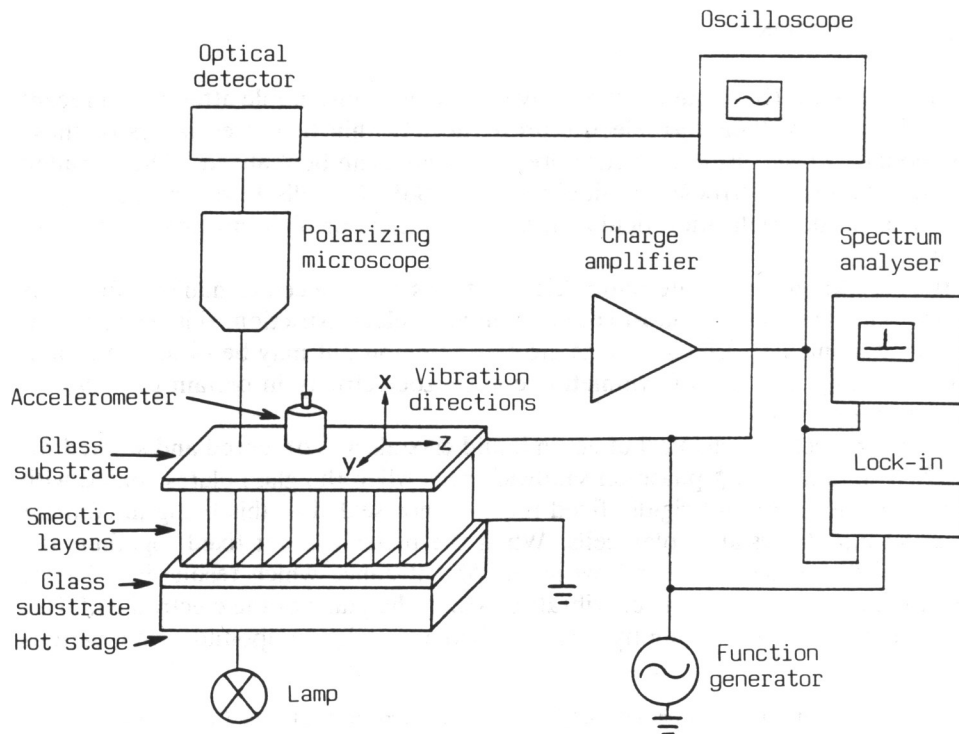 Oscilloscope
Optical
detector
Polarizing
microscope
Charge
amplifier
Spectrum
analyser
Accelerometer
x
Vibration
directions
z
y
Glass
substrate
Lock-in
Smectic
layers
Glass
substrate
Hot stage
Lamp
Function
generator